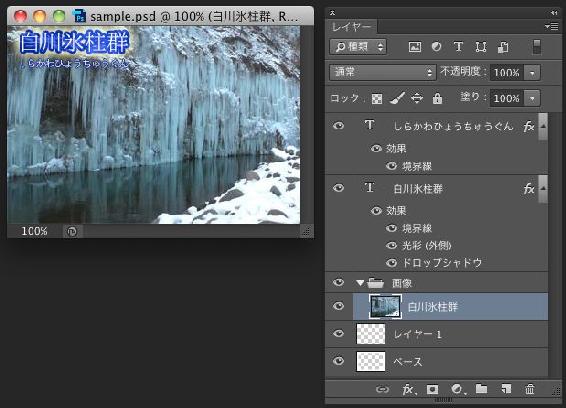 sample.psd @ 100% (白川氷柱群, R...
白川氷柱群
しらかわひょうちゅうぐん
100%
レイヤー
種類
T
通常
不透明度: 100%
ロック:
塗り: 100%
T しらかわひょうちゅうぐん fx
効果
境界線
T 白川氷柱群 fx
効果
境界線
光彩 (外側)
ドロップシャドウ
画像
白川氷柱群
レイヤー 1
ベース
fx